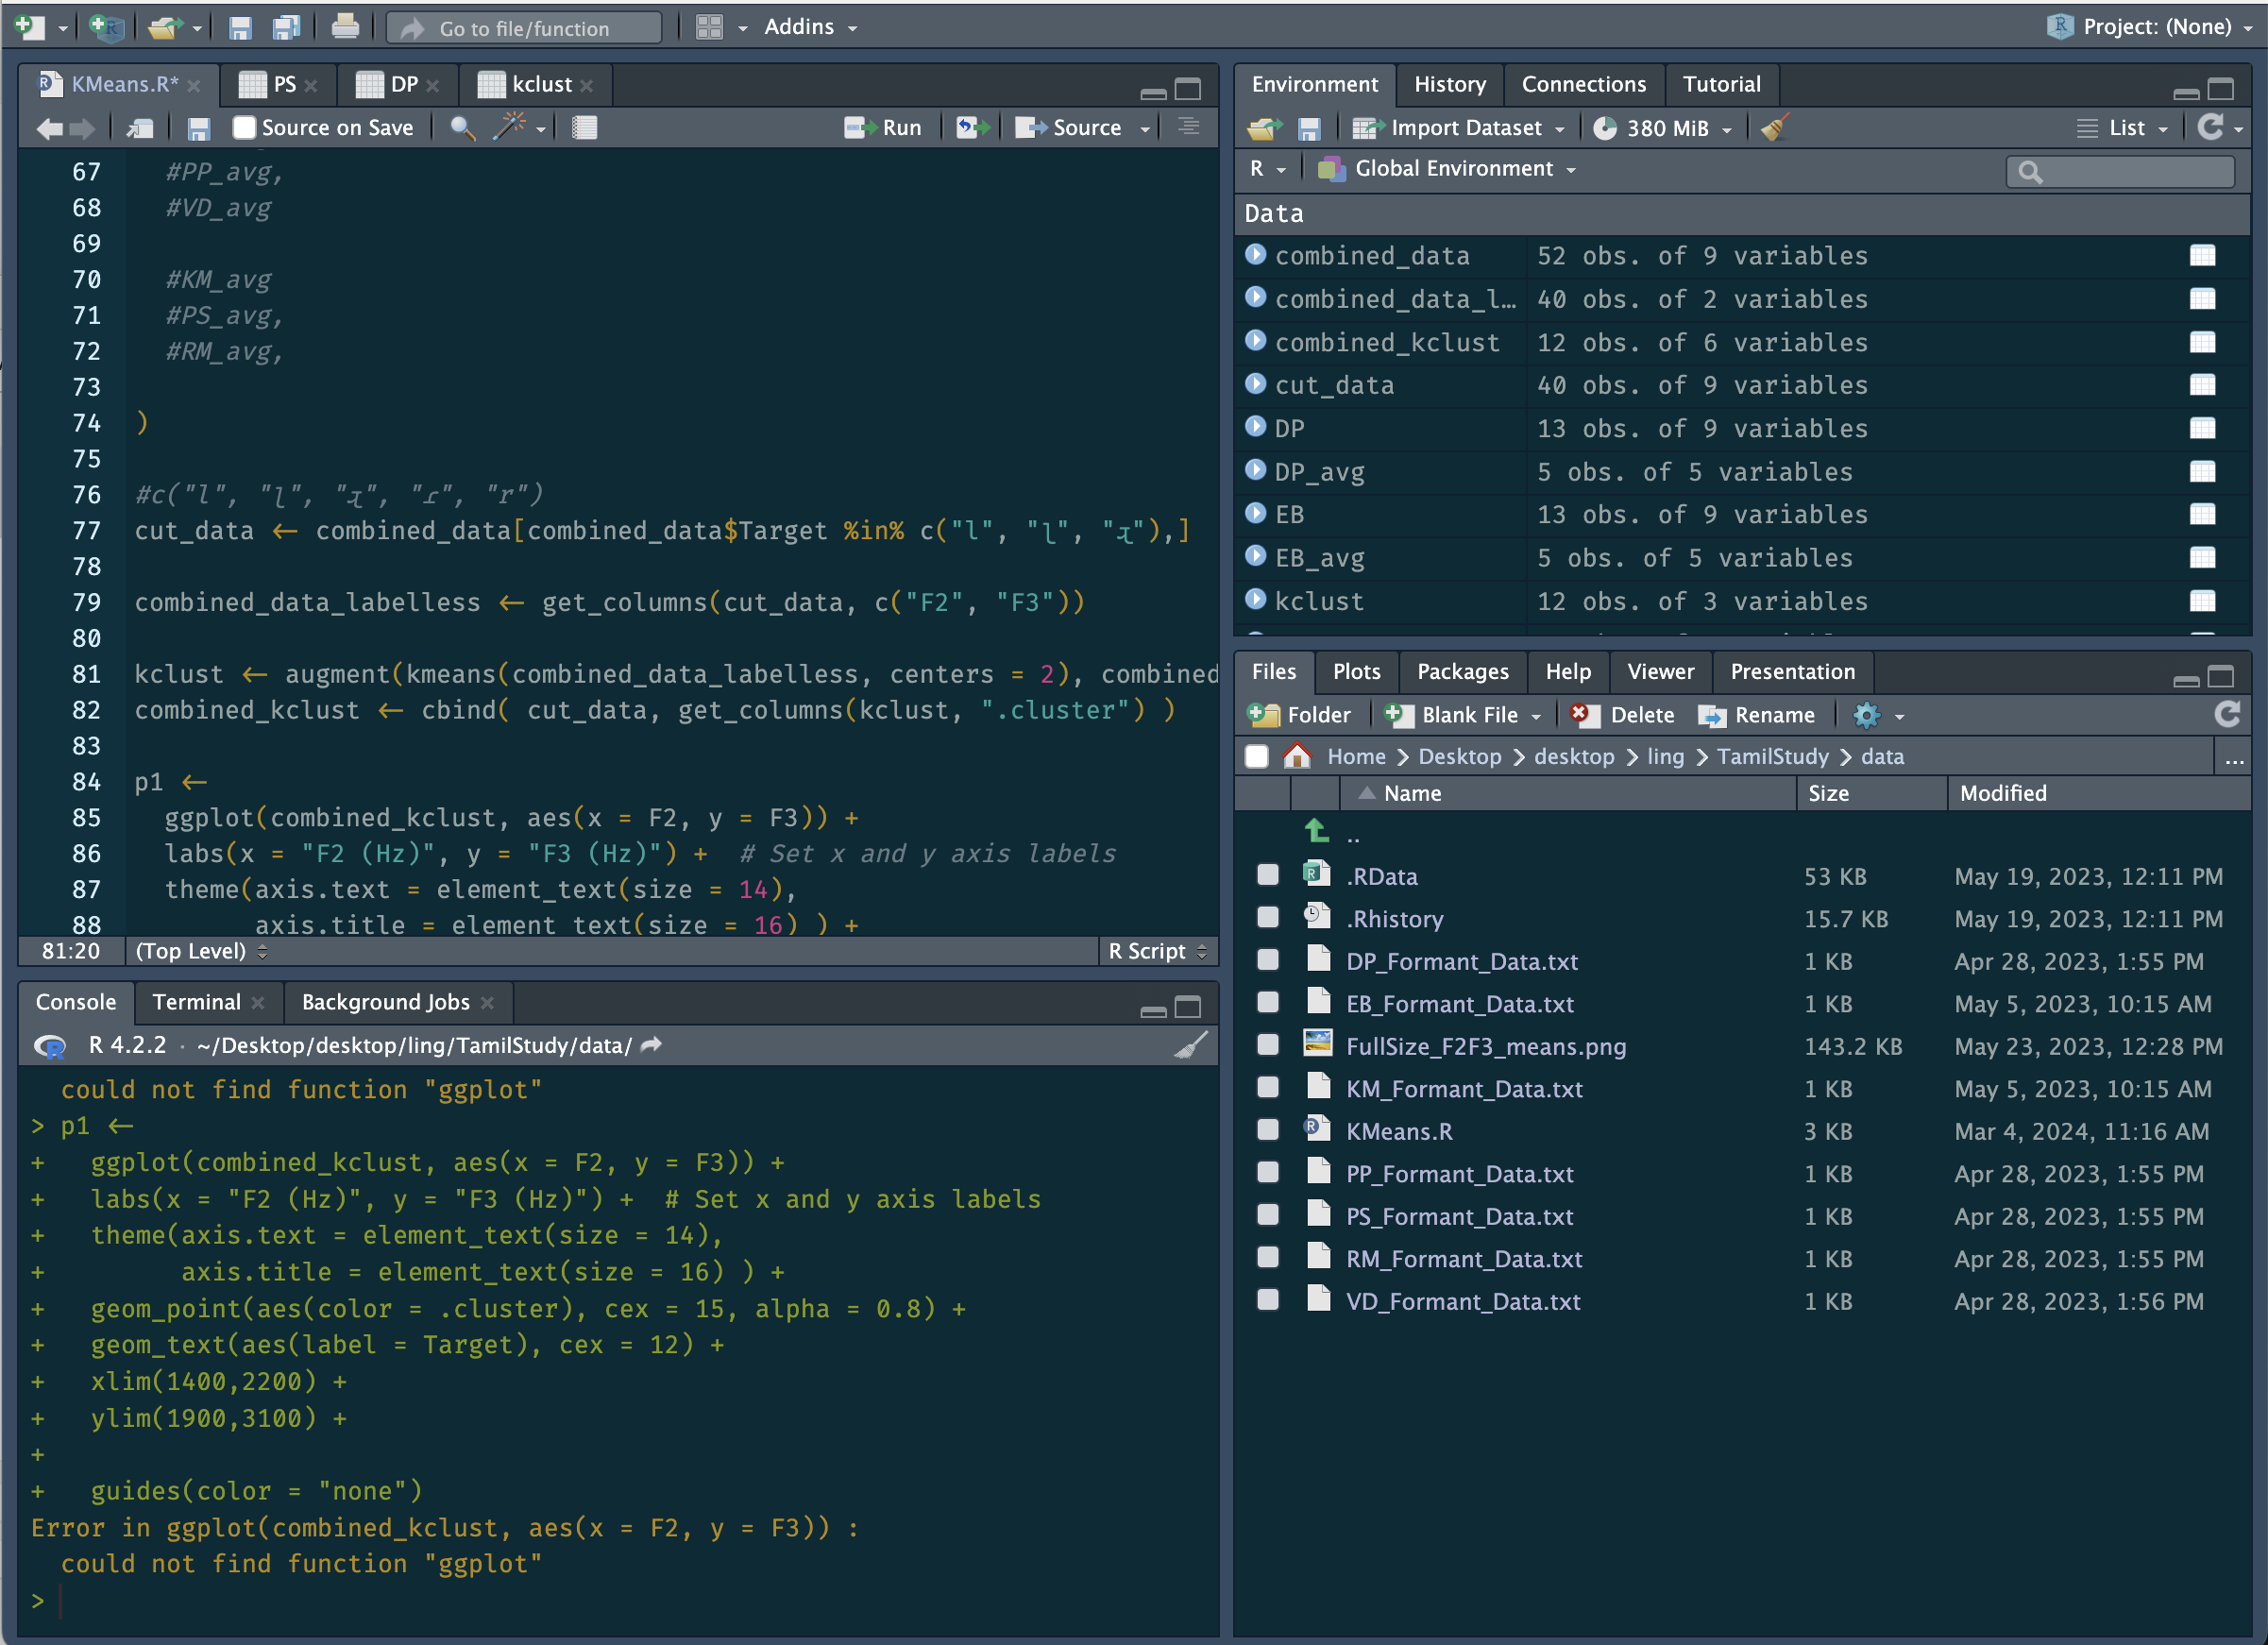 Go to file/function
Addins
Project: (None)
KMeans.R*
PS
DP
kclust
Source on Save
Run
Source
67 #PP_avg,
68 #VD_avg
69
70 #KM_avg
71 #PS_avg,
72 #RM_avg,
73
74 )
75
76 #c("l", "ɭ", "ɻ", "ɾ", "r")
77 cut_data <- combined_data[combined_data$Target %in% c("l", "ɭ", "ɻ"),]
78
79 combined_data_labelless <- get_columns(cut_data, c("F2", "F3"))
80
81 kclust <- augment(kmeans(combined_data_labelless, centers = 2), combined
82 combined_kclust <- cbind( cut_data, get_columns(kclust, ".cluster") )
83
84 p1 <-
85 ggplot(combined_kclust, aes(x = F2, y = F3)) +
86 labs(x = "F2 (Hz)", y = "F3 (Hz)") + # Set x and y axis labels
87 theme(axis.text = element_text(size = 14),
88 axis.title = element_text(size = 16) ) +
81:20 (Top Level) R Script
Console
Terminal
Background Jobs
R 4.2.2 · ~/Desktop/desktop/ling/TamilStudy/data/
could not find function "ggplot"
> p1 <-
+ ggplot(combined_kclust, aes(x = F2, y = F3)) +
+ labs(x = "F2 (Hz)", y = "F3 (Hz)") + # Set x and y axis labels
+ theme(axis.text = element_text(size = 14),
+ axis.title = element_text(size = 16) ) +
+ geom_point(aes(color = .cluster), cex = 15, alpha = 0.8) +
+ geom_text(aes(label = Target), cex = 12) +
+ xlim(1400,2200) +
+ ylim(1900,3100) +
+
+ guides(color = "none")
Error in ggplot(combined_kclust, aes(x = F2, y = F3)) :
could not find function "ggplot"
>
Environment
History
Connections
Tutorial
Import Dataset
380 MiB
List
R
Global Environment
Data
combined_data 52 obs. of 9 variables
combined_data_l… 40 obs. of 2 variables
combined_kclust 12 obs. of 6 variables
cut_data 40 obs. of 9 variables
DP 13 obs. of 9 variables
DP_avg 5 obs. of 5 variables
EB 13 obs. of 9 variables
EB_avg 5 obs. of 5 variables
kclust 12 obs. of 3 variables
Files
Plots
Packages
Help
Viewer
Presentation
Folder
Blank File
Delete
Rename
Home > Desktop > desktop > ling > TamilStudy > data ...
Name Size Modified
..
.RData 53 KB May 19, 2023, 12:11 PM
.Rhistory 15.7 KB May 19, 2023, 12:11 PM
DP_Formant_Data.txt 1 KB Apr 28, 2023, 1:55 PM
EB_Formant_Data.txt 1 KB May 5, 2023, 10:15 AM
FullSize_F2F3_means.png 143.2 KB May 23, 2023, 12:28 PM
KM_Formant_Data.txt 1 KB May 5, 2023, 10:15 AM
KMeans.R 3 KB Mar 4, 2024, 11:16 AM
PP_Formant_Data.txt 1 KB Apr 28, 2023, 1:55 PM
PS_Formant_Data.txt 1 KB Apr 28, 2023, 1:55 PM
RM_Formant_Data.txt 1 KB Apr 28, 2023, 1:55 PM
VD_Formant_Data.txt 1 KB Apr 28, 2023, 1:56 PM